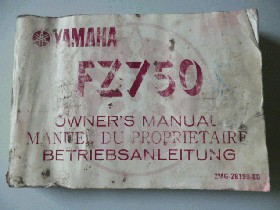 YAMAHA
FZ750
OWNER'S MANUAL
MANUEL DU PROPRIETAIRE
BETRIEBSANLEITUNG